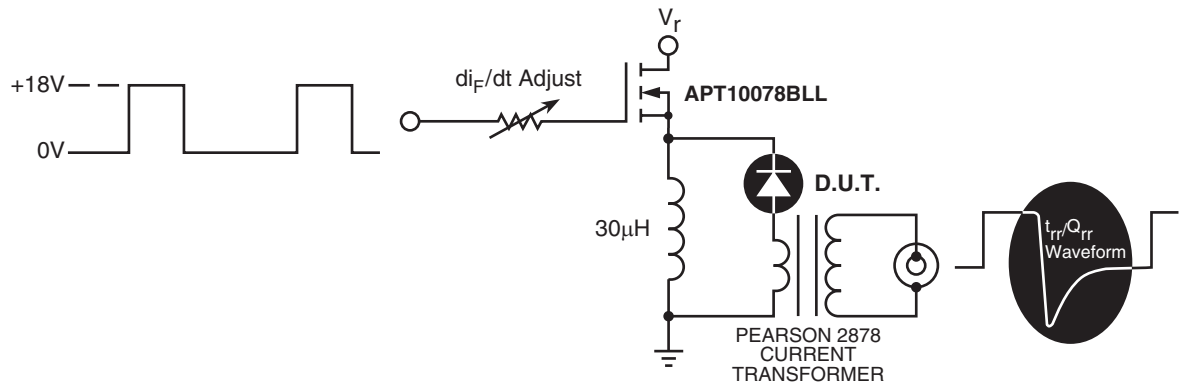 V_r
+18V
di_F/dt Adjust
APT10078BLL
0V
D.U.T.
30μH
t_rr/Q_rr
Waveform
PEARSON 2878
CURRENT
TRANSFORMER